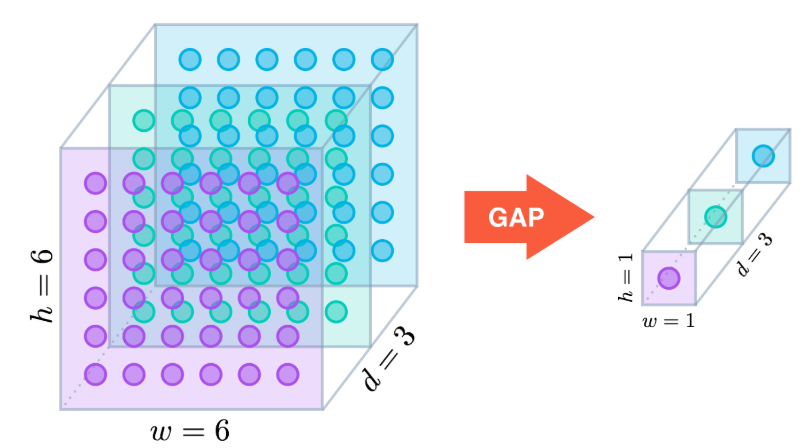 h = 6
w = 6
d = 3
GAP
h = 1
w = 1
d = 3